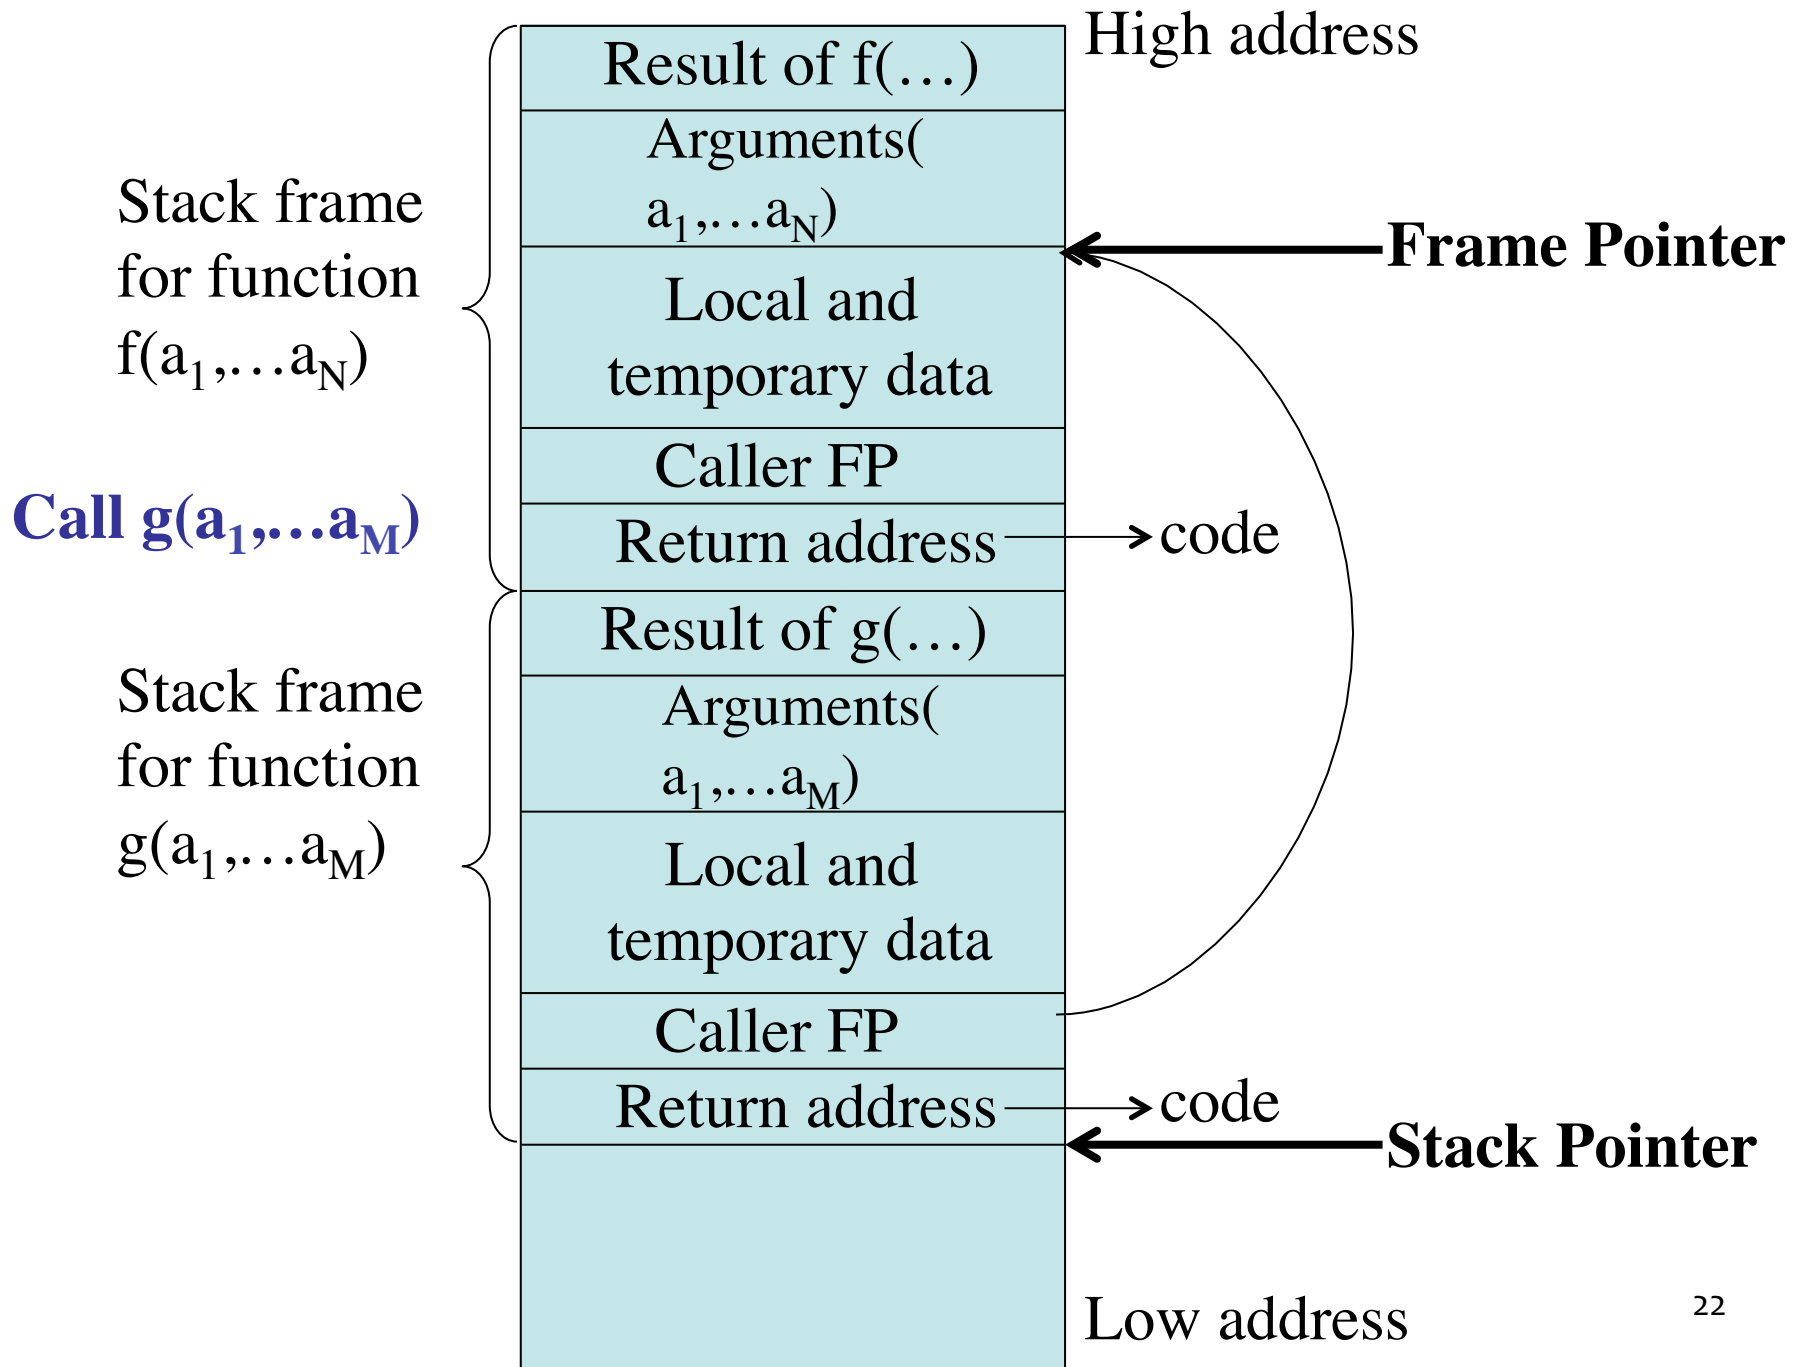 High address
Result of f(…)
Arguments(
a₁,…aN)
Stack frame
for function
f(a₁,…aN)
Frame Pointer
Local and
temporary data
Caller FP
Call g(a₁,…aM)
Return address
code
Result of g(…)
Stack frame
for function
g(a₁,…aM)
Arguments(
a₁,…aM)
Local and
temporary data
Caller FP
Return address
code
Stack Pointer
Low address
22